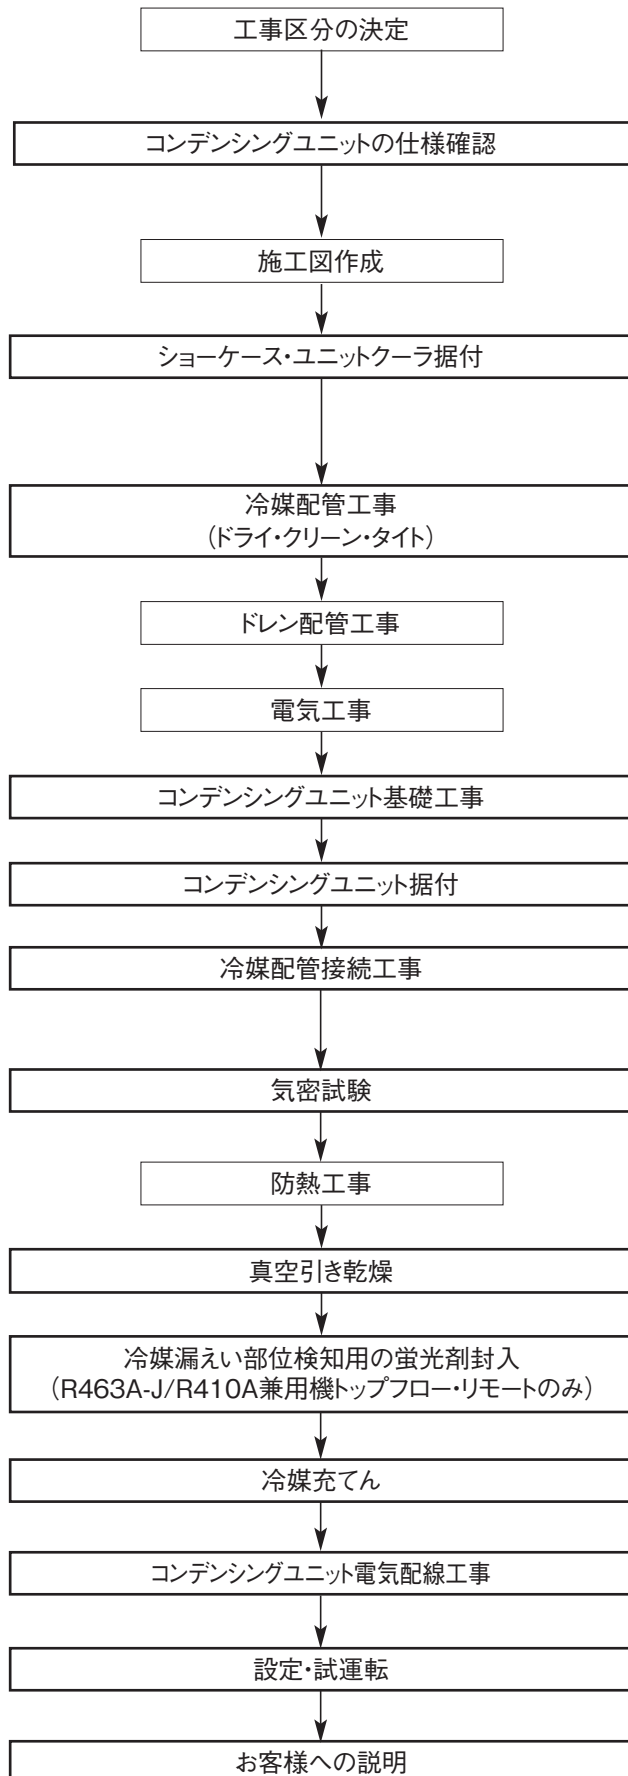 工事区分の決定
コンデンシングユニットの仕様確認
施工図作成
ショーケース・ユニットクーラ据付
冷媒配管工事
（ドライ・クリーン・タイト）
ドレン配管工事
電気工事
コンデンシングユニット基礎工事
コンデンシングユニット据付
冷媒配管接続工事
気密試験
防熱工事
真空引き乾燥
冷媒漏えい部位検知用の蛍光剤封入
（R463A-J/R410A兼用機トップフロー・リモートのみ）
冷媒充てん
コンデンシングユニット電気配線工事
設定・試運転
お客様への説明